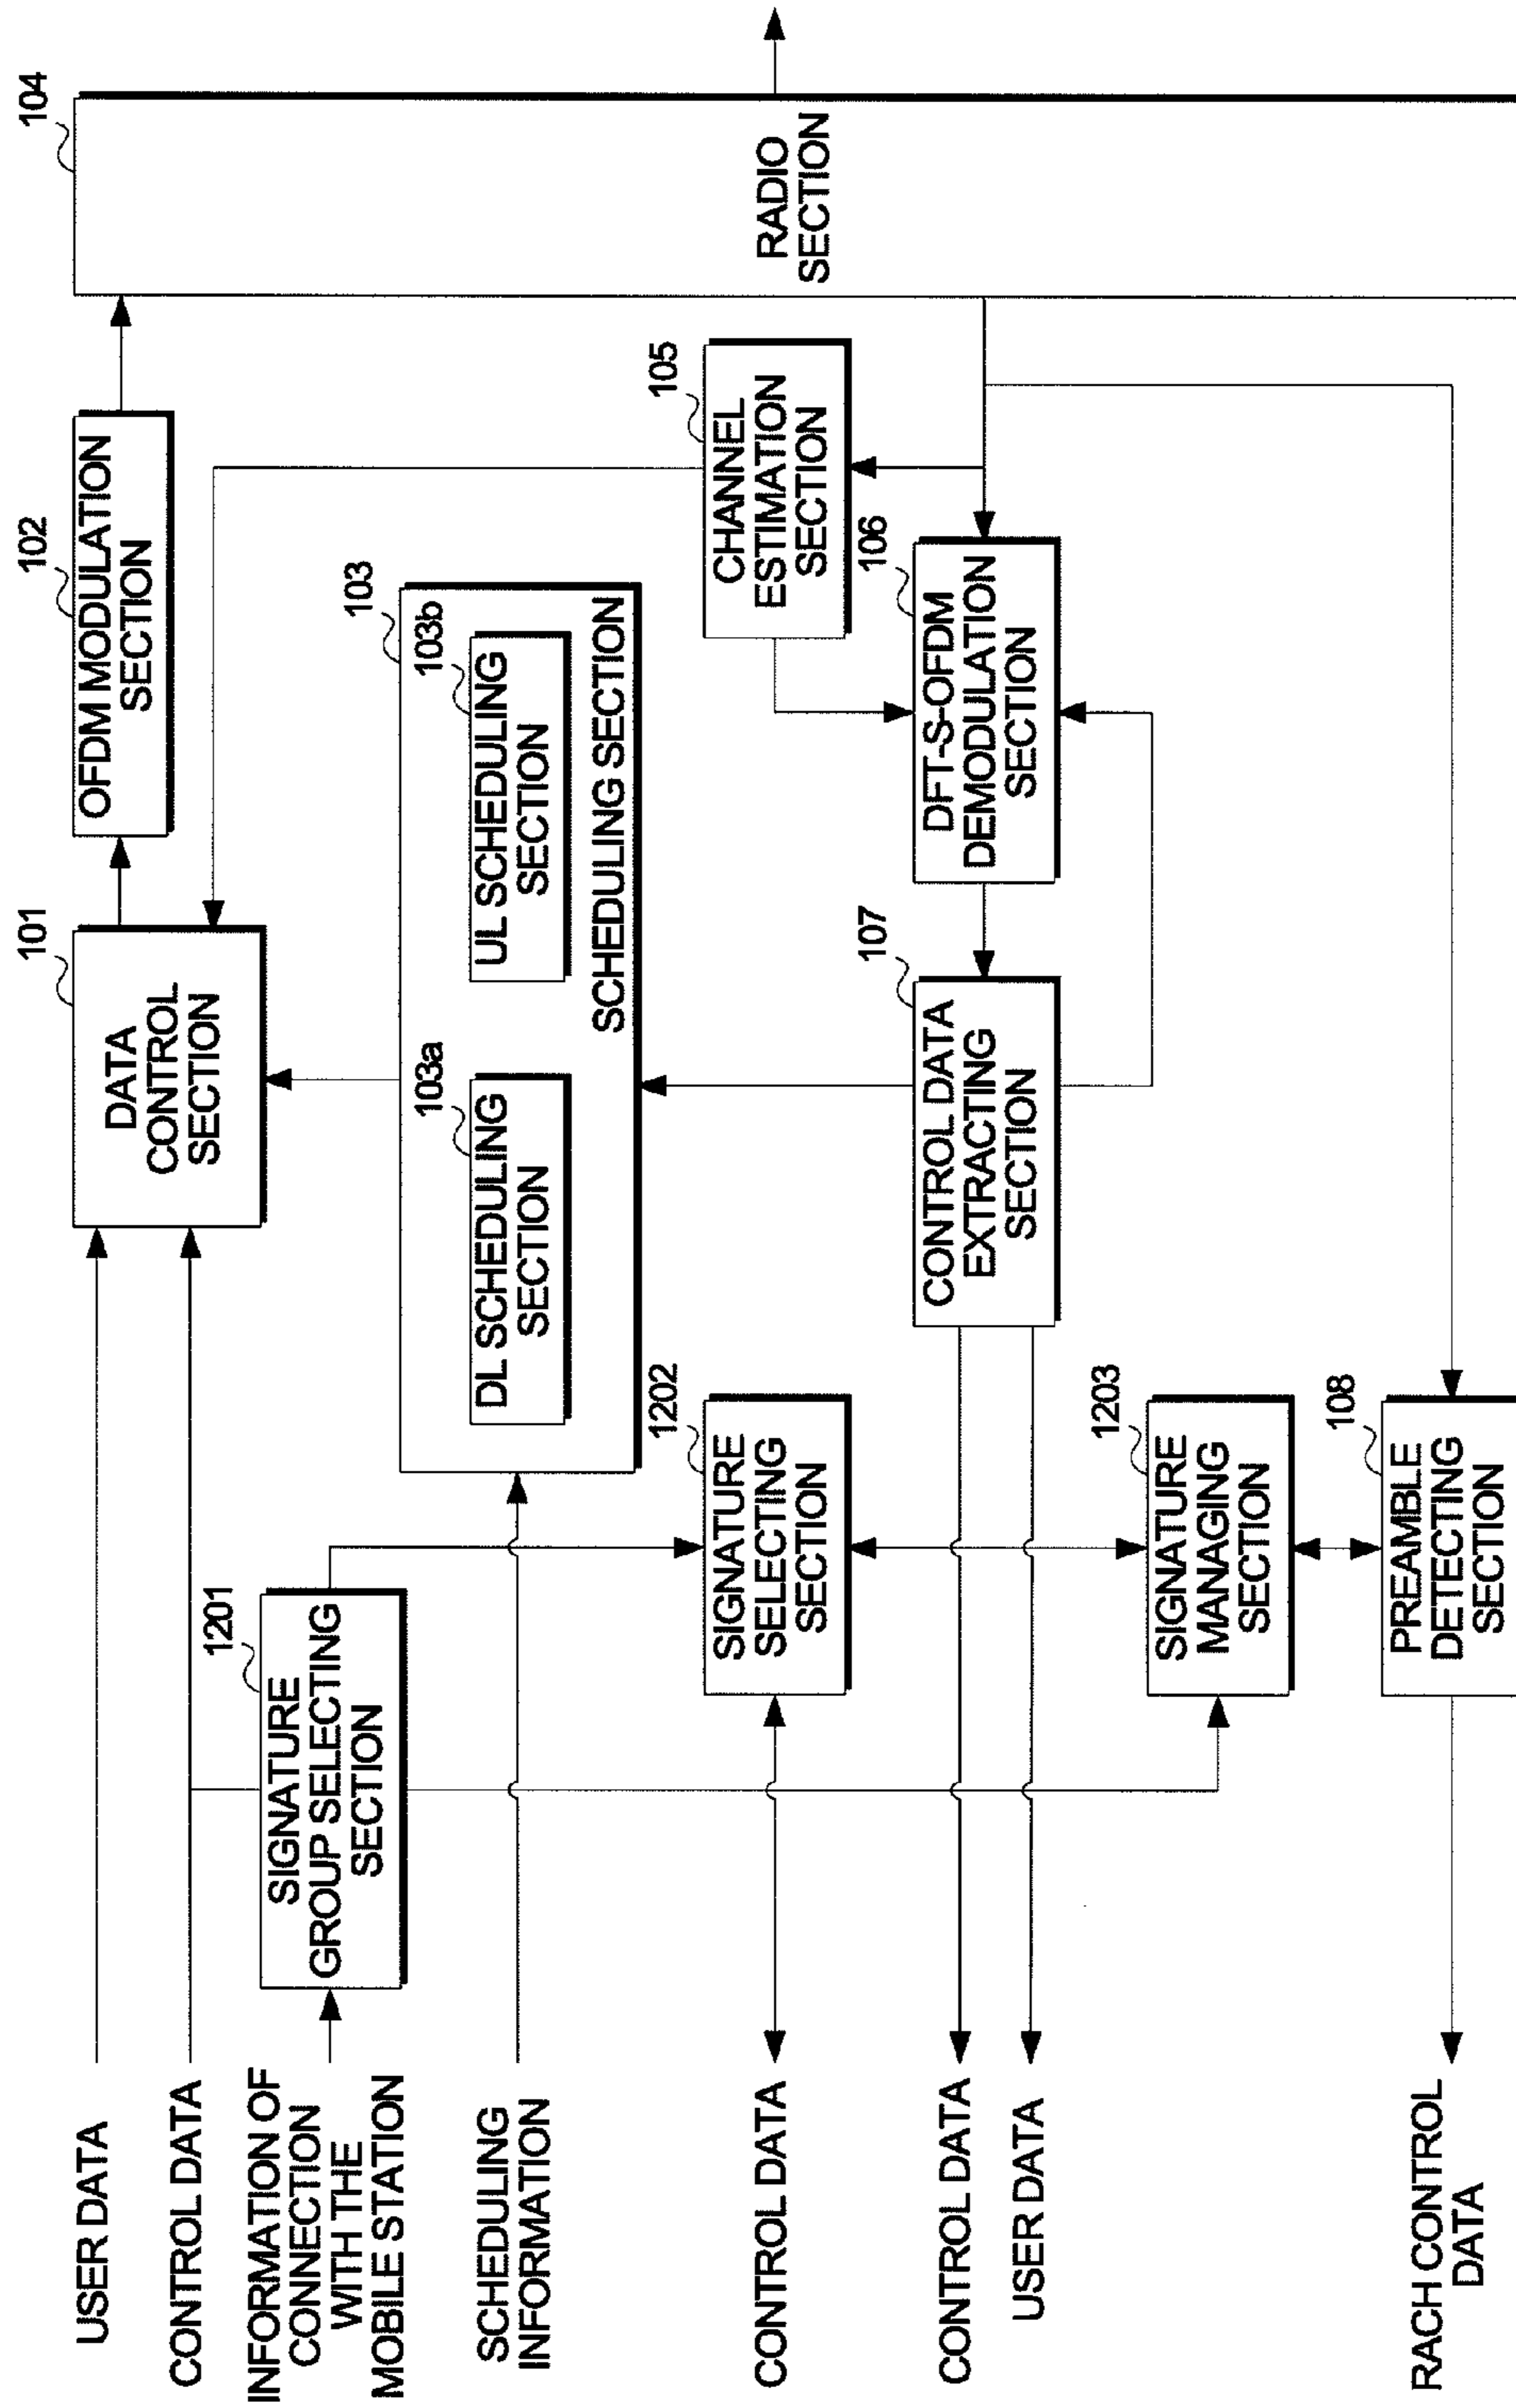 USER DATA
CONTROL DATA
INFORMATION OF
CONNECTION
WITH THE
MOBILE STATION
SCHEDULING
INFORMATION
CONTROL DATA
CONTROL DATA
USER DATA
RACH CONTROL
DATA
1201
SIGNATURE
GROUP SELECTING
SECTION
1202
SIGNATURE
SELECTING
SECTION
1203
SIGNATURE
MANAGING
SECTION
108
PREAMBLE
DETECTING
SECTION
101
DATA
CONTROL
SECTION
103
103a
DL SCHEDULING
SECTION
103b
UL SCHEDULING
SECTION
SCHEDULING SECTION
107
CONTROL DATA
EXTRACTING
SECTION
102
OFDM MODULATION
SECTION
105
CHANNEL
ESTIMATION
SECTION
106
DFT-S-OFDM
DEMODULATION
SECTION
104
RADIO
SECTION